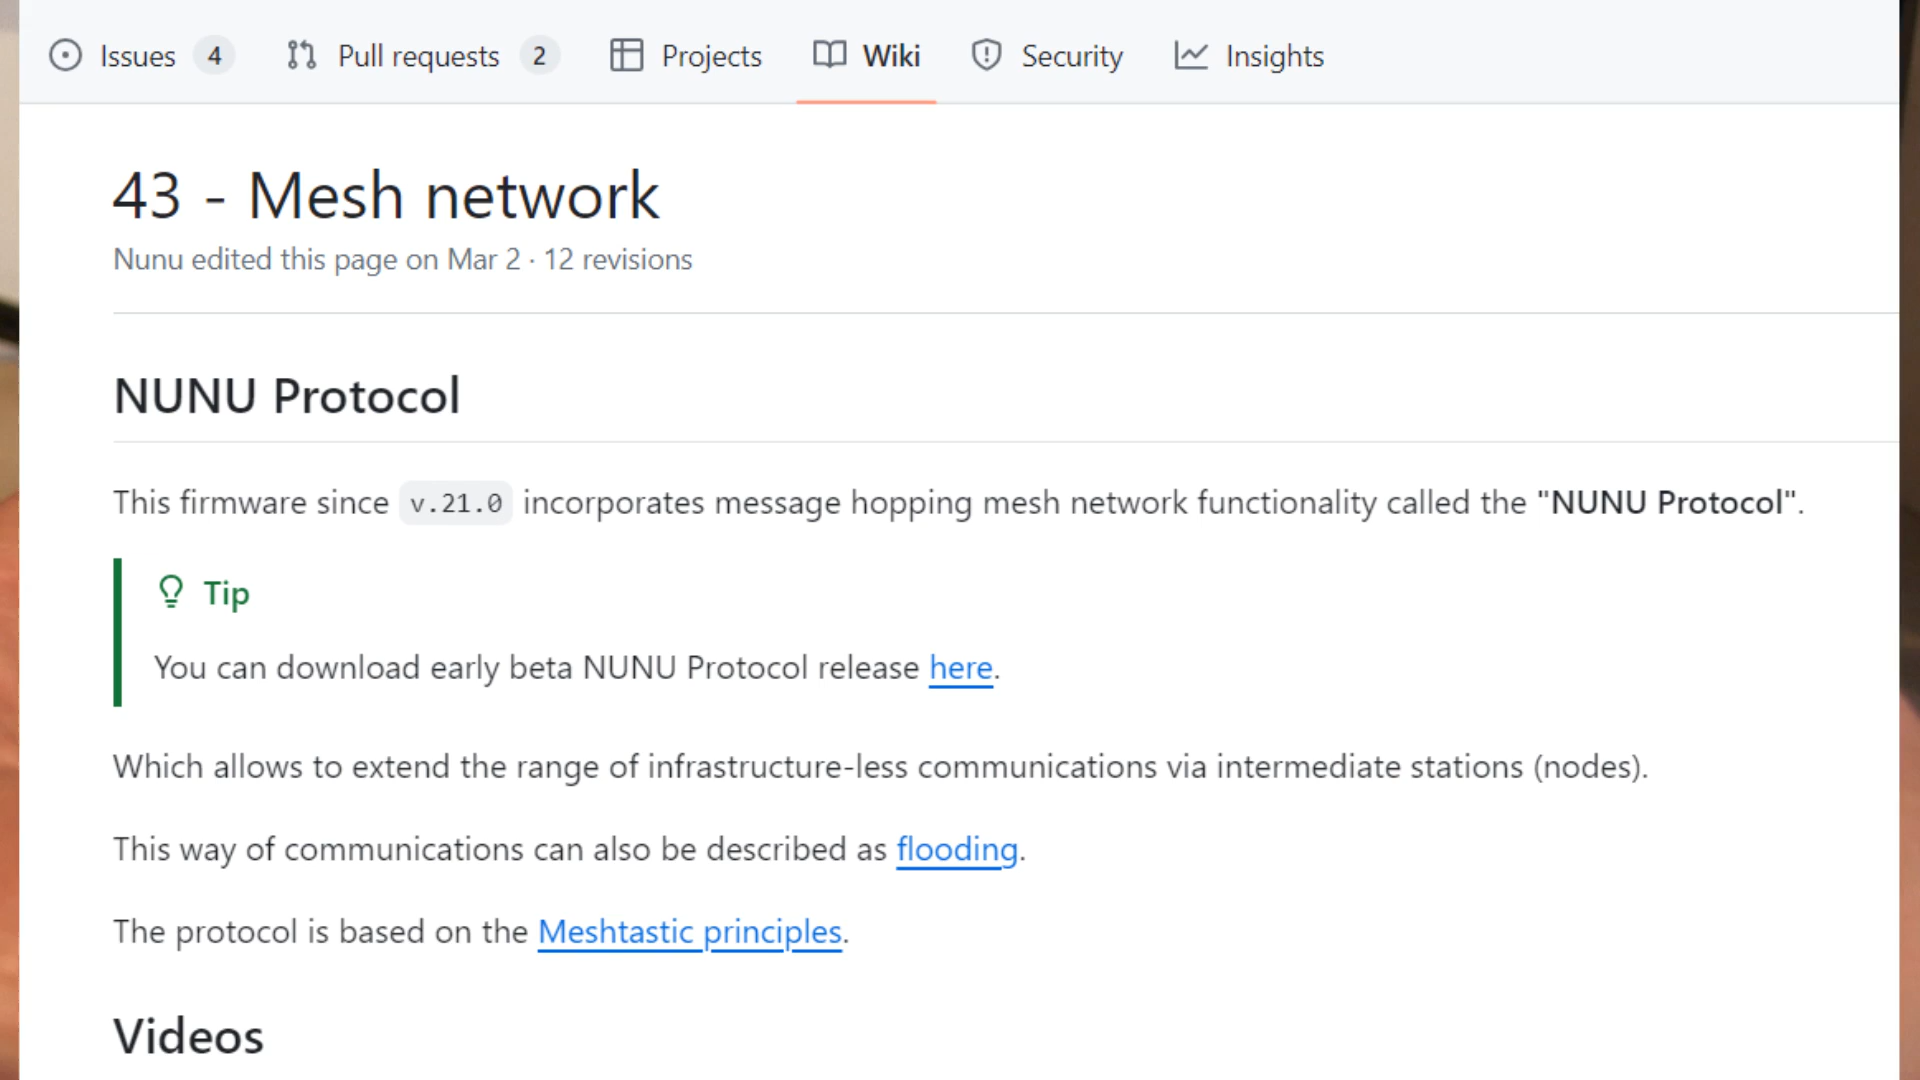 Issues 4 Pull requests 2 Projects Wiki Security Insights
43 - Mesh network
Nunu edited this page on Mar 2 · 12 revisions
NUNU Protocol
This firmware since v.21.0 incorporates message hopping mesh network functionality called the "NUNU Protocol".
Tip
You can download early beta NUNU Protocol release here.
Which allows to extend the range of infrastructure-less communications via intermediate stations (nodes).
This way of communications can also be described as flooding.
The protocol is based on the Meshtastic principles.
Videos